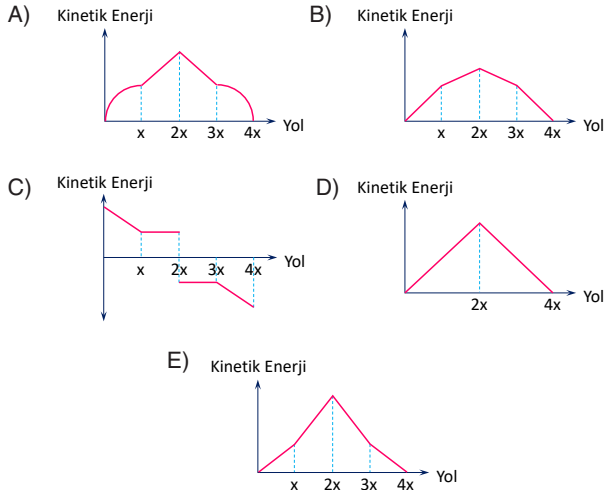 A)
Kinetik Enerji
x 2x 3x 4x Yol
B)
Kinetik Enerji
x 2x 3x 4x Yol
C)
Kinetik Enerji
x 2x 3x 4x Yol
D)
Kinetik Enerji
2x 4x Yol
E)
Kinetik Enerji
x 2x 3x 4x Yol